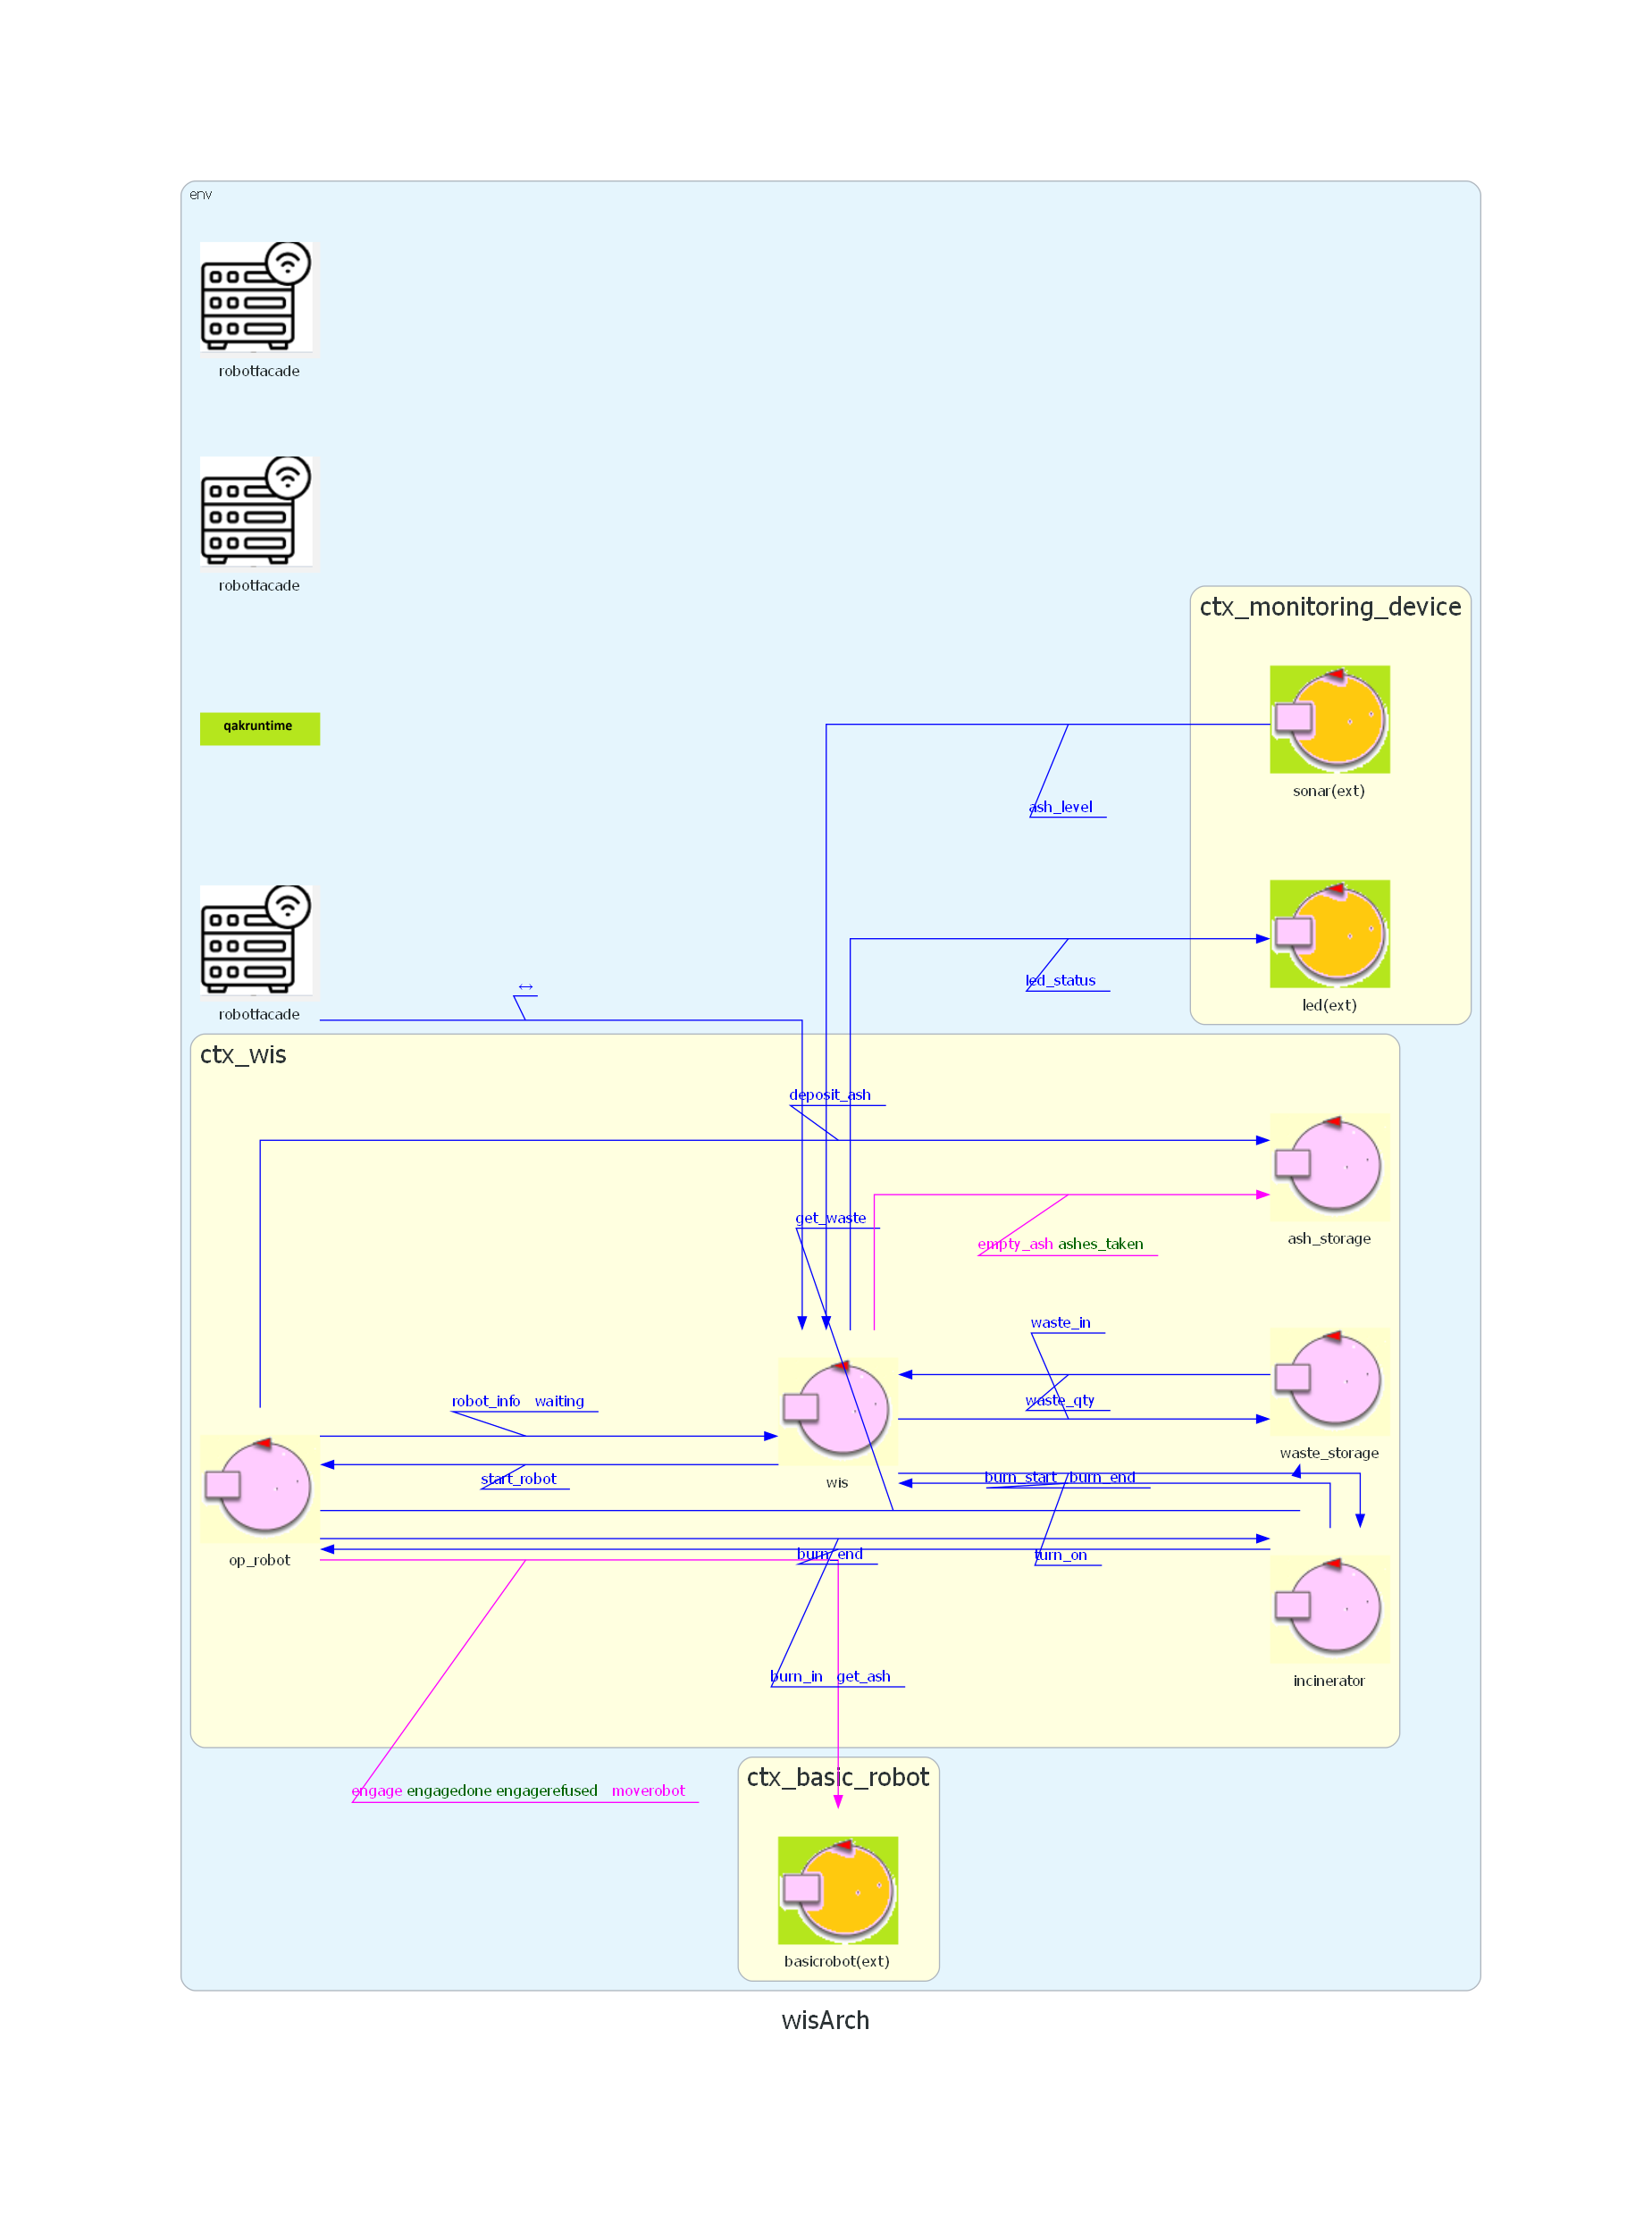 env
robotfacade
robotfacade
ctx_monitoring_device
qakruntime
sonar(ext)
ash_level
led_status
↔
led(ext)
robotfacade
ctx_wis
deposit_ash
get_waste
ash_storage
empty_ash ashes_taken
waste_in
robot_info waiting
waste_qty
waste_storage
start_robot
wis
burn_start burn_end
op_robot
burn_end
turn_on
burn_in get_ash
incinerator
ctx_basic_robot
engage engagedone engagerefused moverobot
basicrobot(ext)
wisArch